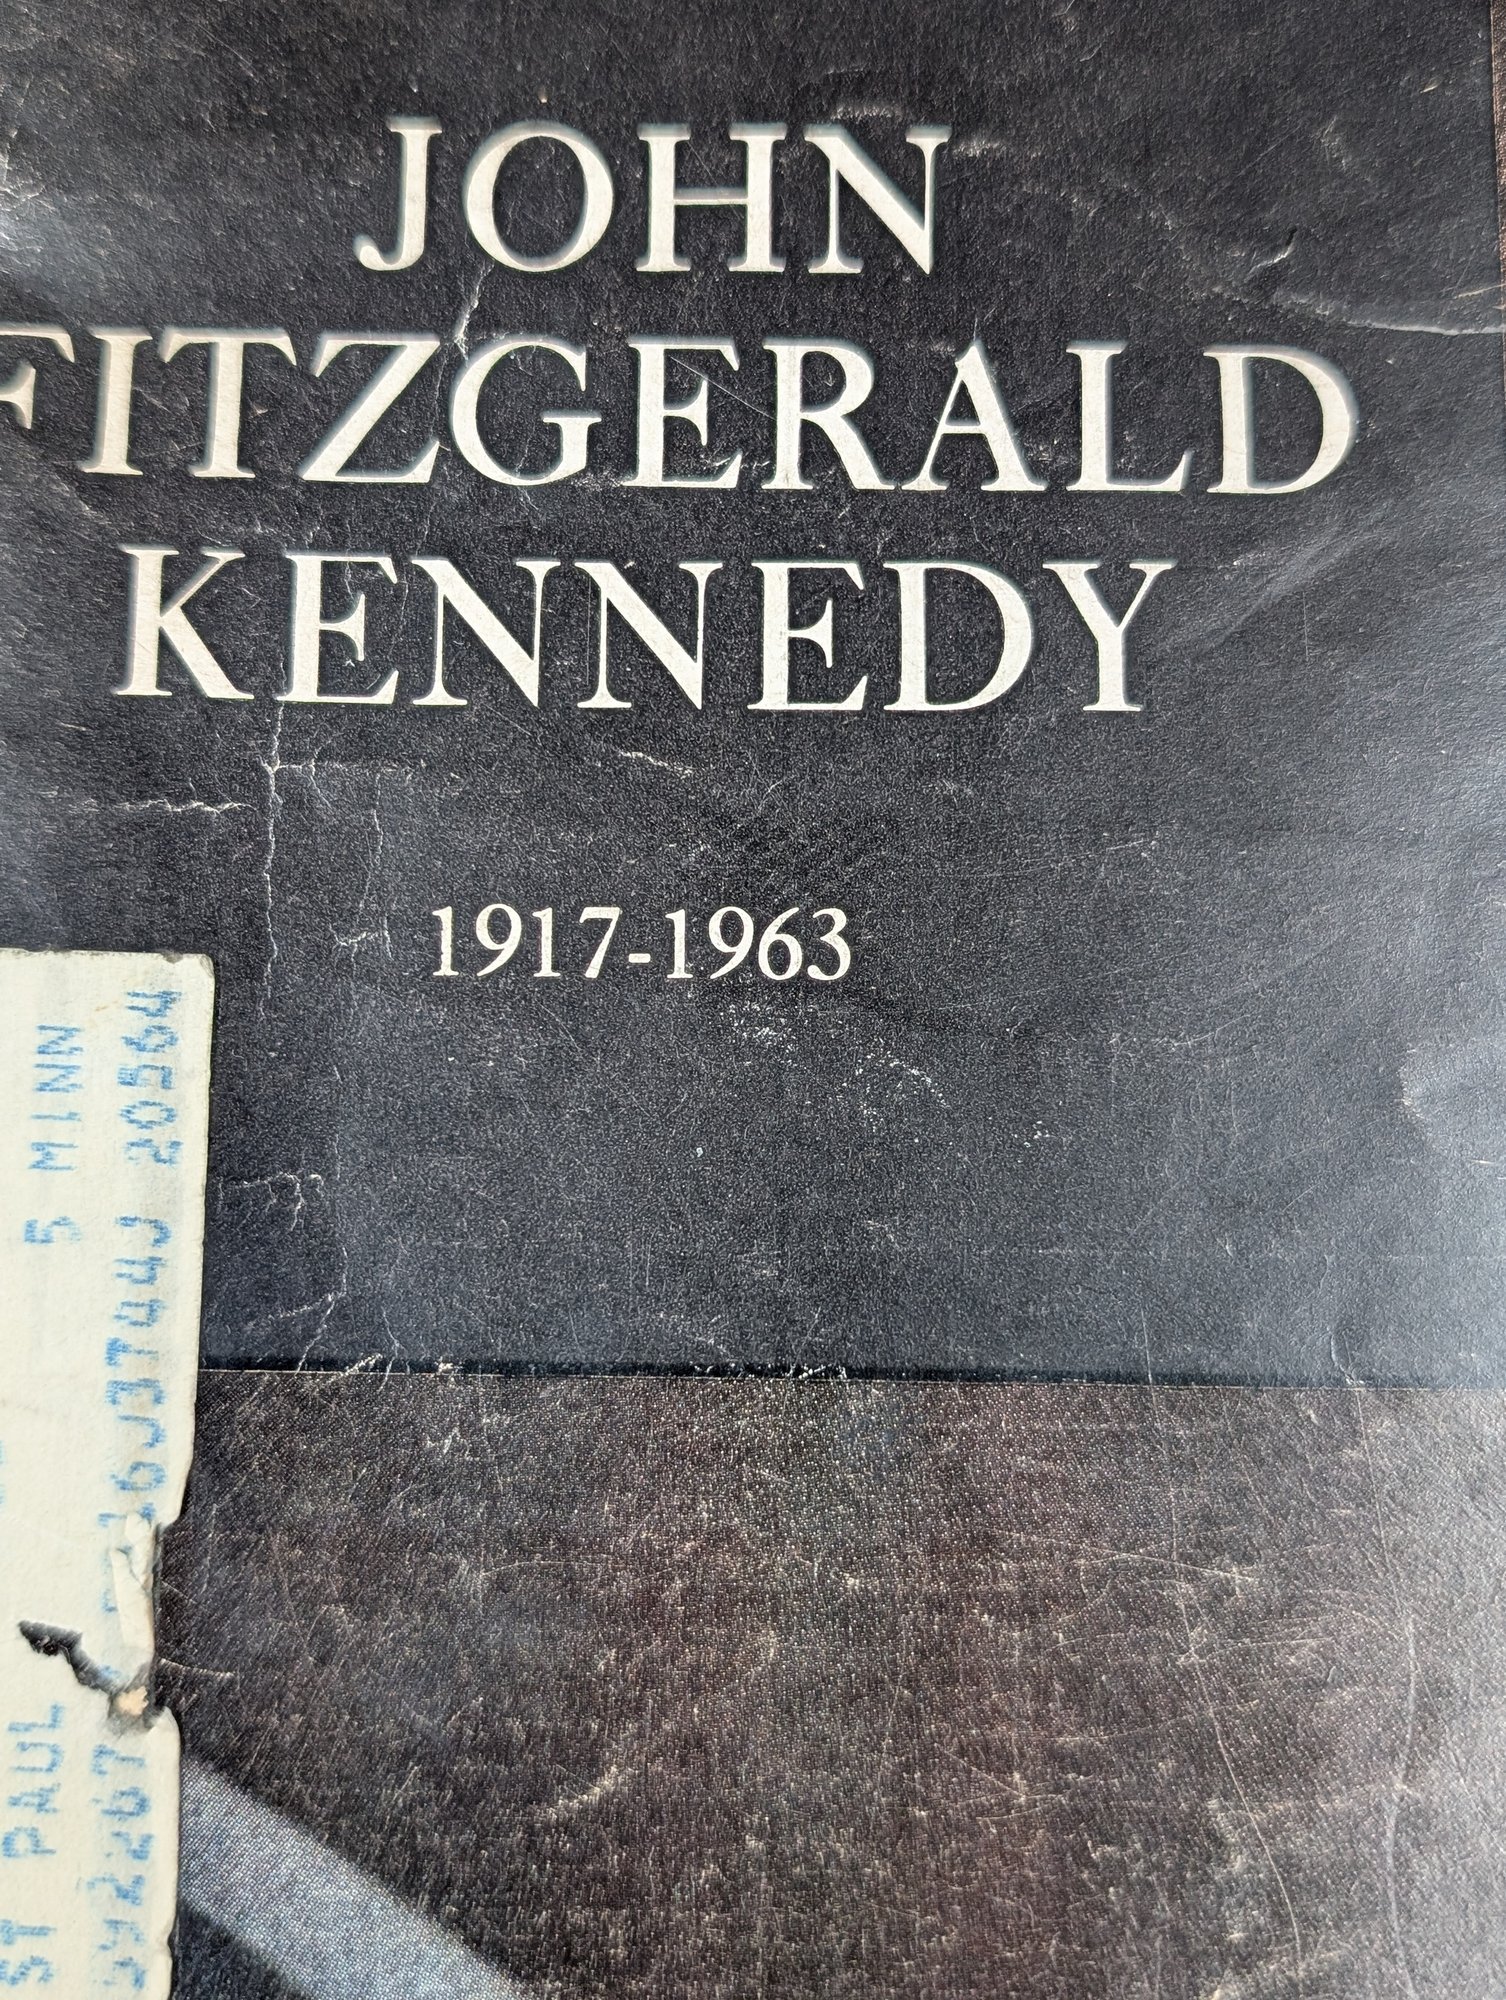 JOHN
FITZGERALD
KENNEDY
1917-1963
5 MINN
ST PAUL